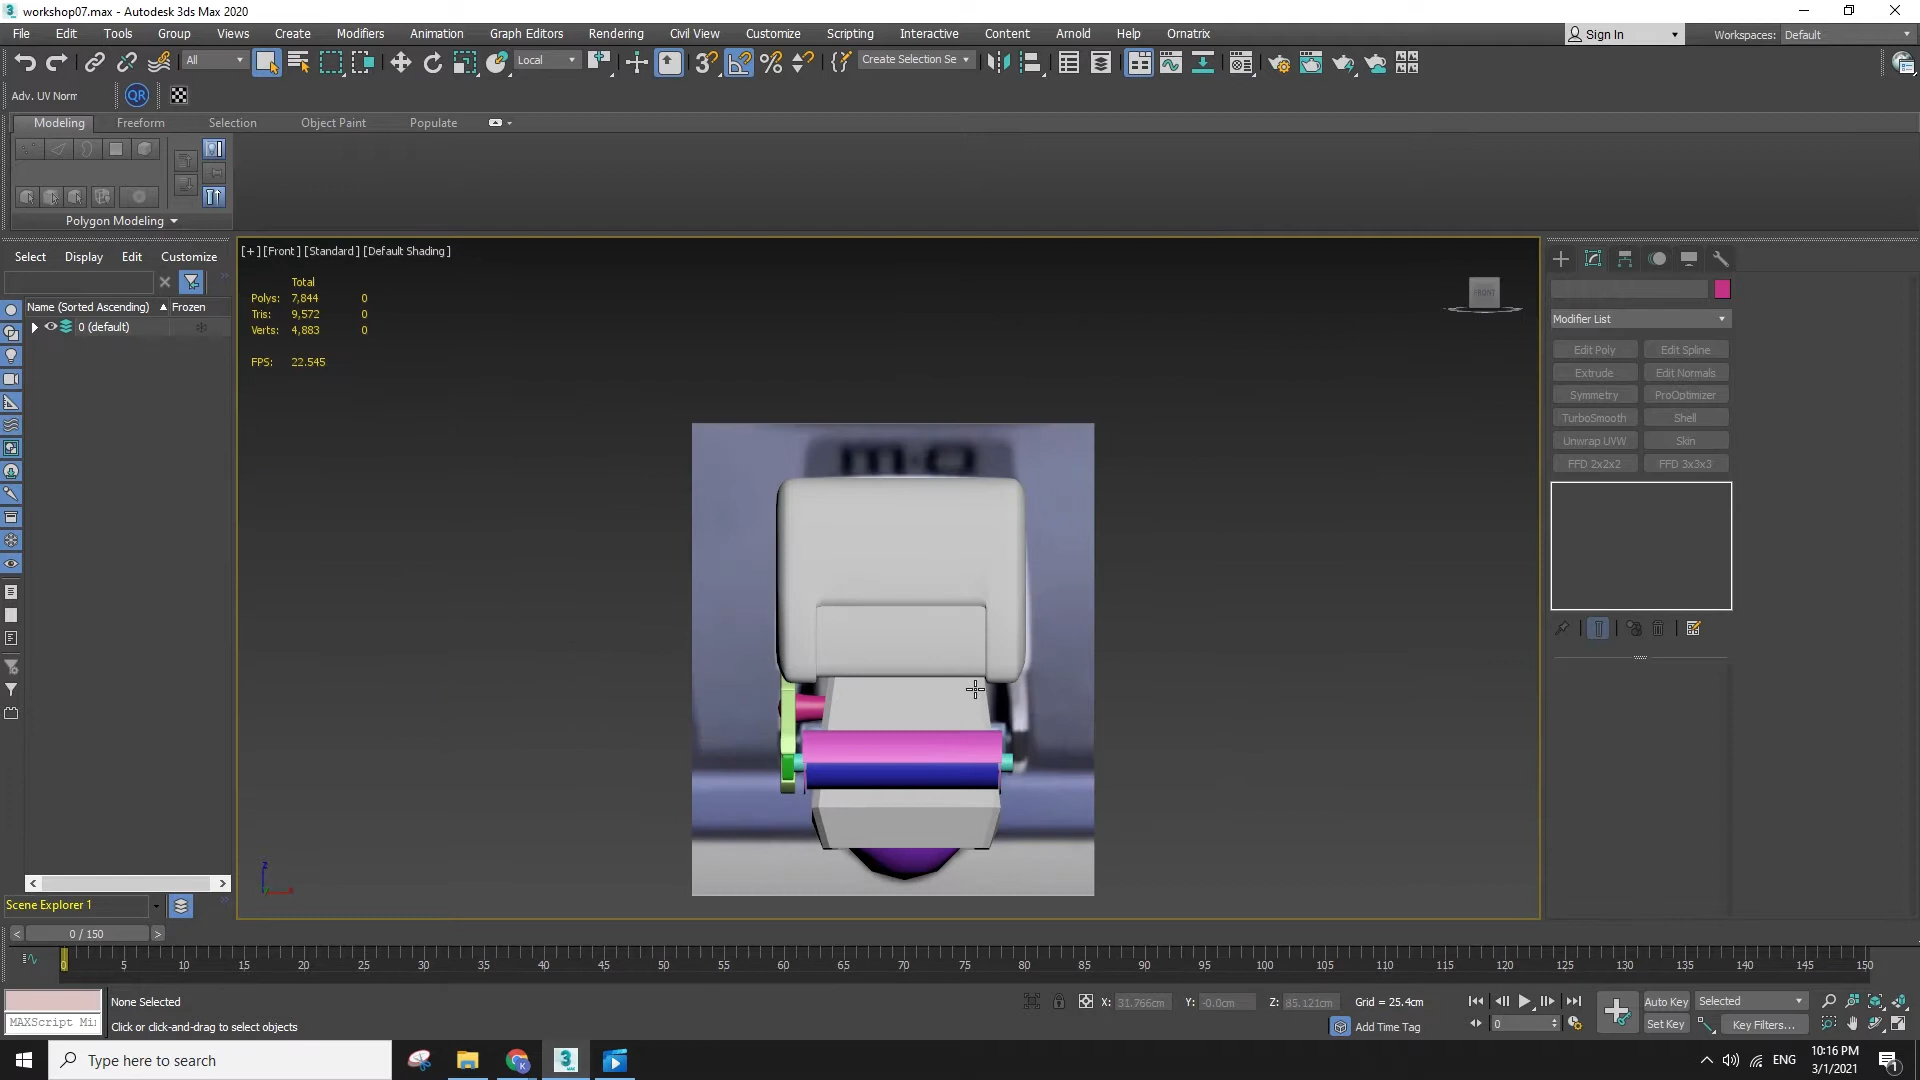 workshop07.max - Autodesk 3ds Max 2020
File Edit Tools Group Views Create Modifiers Animation Graph Editors Rendering Civil View Customize Scripting Interactive Content Arnold Help Ornatrix
Sign In
Workspaces: Default
All
Local
Create Selection Se
Adv. UV Norm
QR
Modeling Freeform Selection Object Paint Populate
Polygon Modeling
Select Display Edit Customize
Name (Sorted Ascending) Frozen
0 (default)
Scene Explorer 1
[+] [Front] [Standard] [Default Shading]
Total
Polys: 7,844 0
Tris: 9,572 0
Verts: 4,883 0
FPS: 22.545
FRONT
Modifier List
Edit Poly Edit Spline
Extrude Edit Normals
Symmetry ProOptimizer
TurboSmooth Shell
Unwrap UVW Skin
FFD 2x2x2 FFD 3x3x3
0 / 150
0 5 10 15 20 25 30 35 40 45 50 55 60 65 70 75 80 85 90 95 100 105 110 115 120 125 130 135 140 145 150
None Selected
X: 31.766cm Y: -0.0cm Z: 85.121cm Grid = 25.4cm
Auto Key Selected
MAXScript Mi
Click or click-and-drag to select objects
Add Time Tag
0
Set Key Key Filters...
Type here to search
ENG
10:16 PM
3/1/2021
1